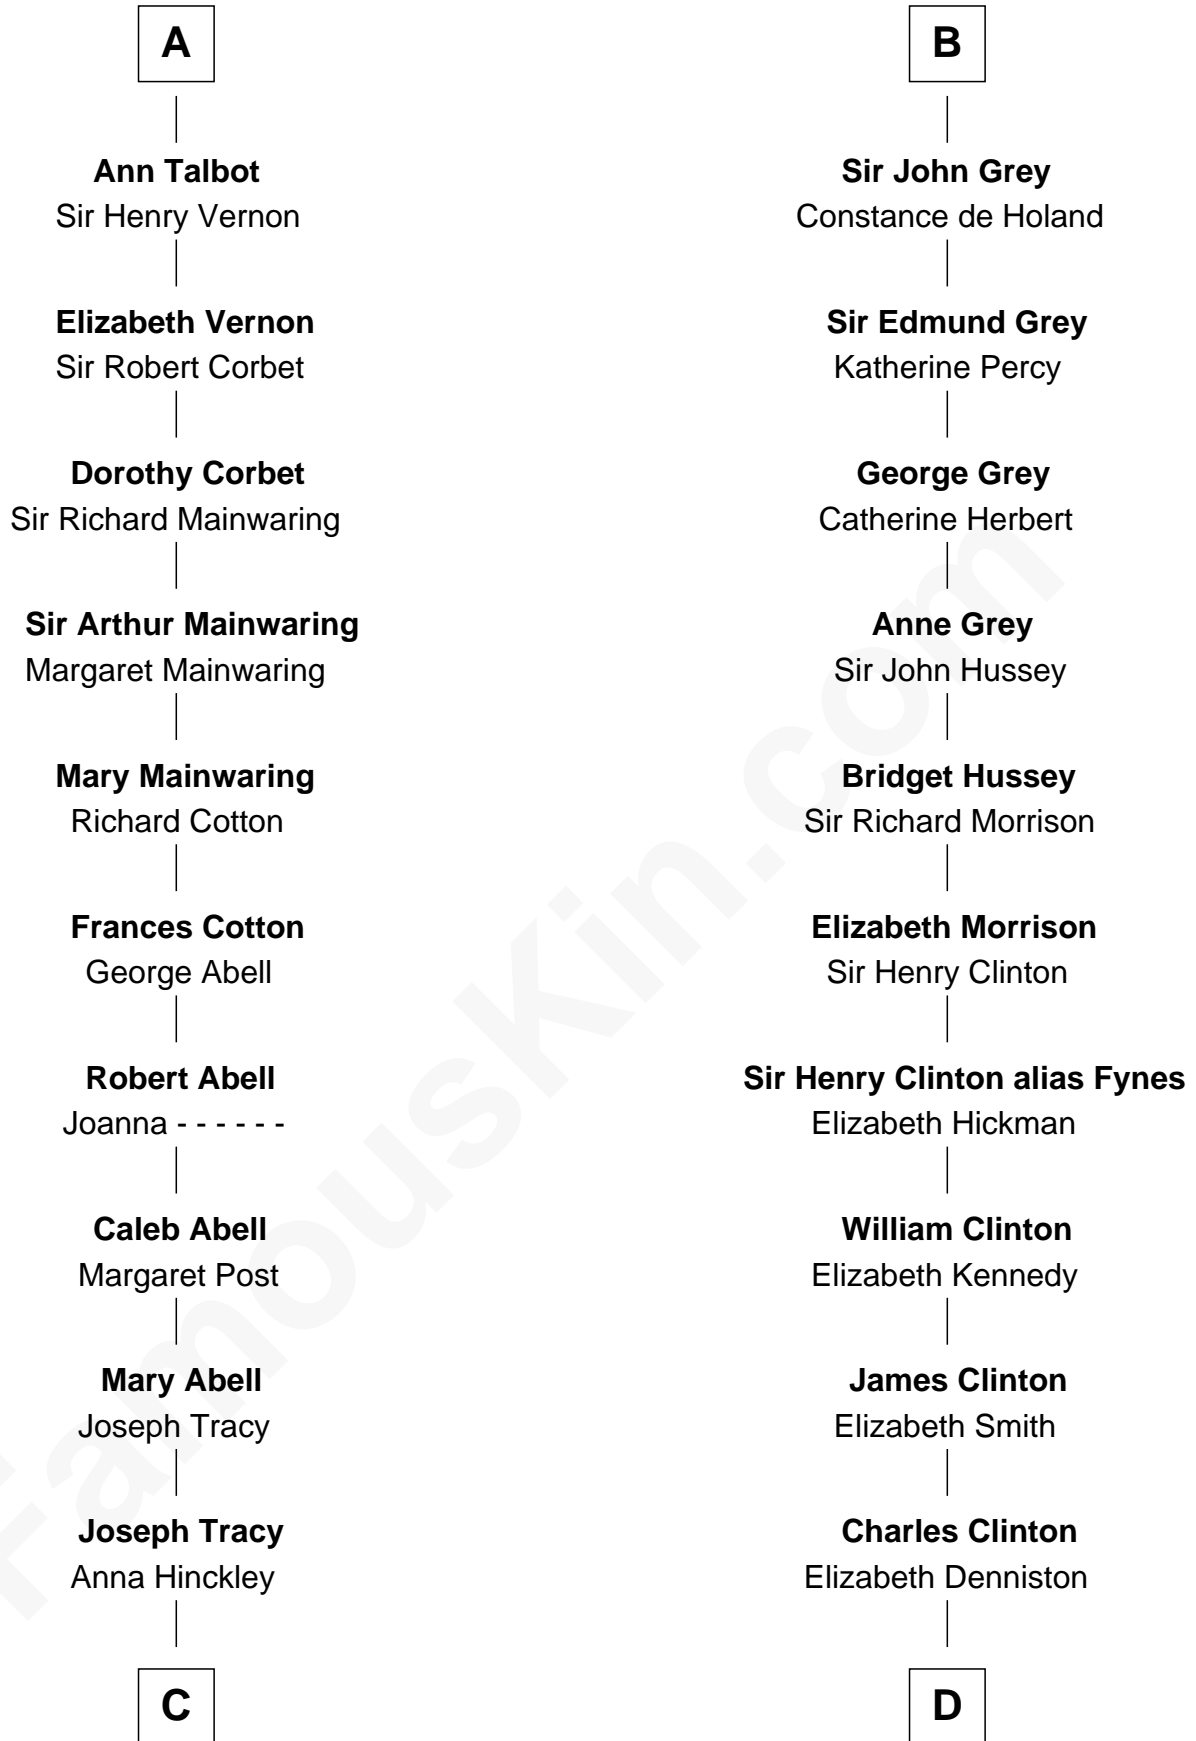 A
Ann Talbot
Sir Henry Vernon
Elizabeth Vernon
Sir Robert Corbet
Dorothy Corbet
Sir Richard Mainwaring
Sir Arthur Mainwaring
Margaret Mainwaring
Mary Mainwaring
Richard Cotton
Frances Cotton
George Abell
Robert Abell
Joanna - - - - - -
Caleb Abell
Margaret Post
Mary Abell
Joseph Tracy
Joseph Tracy
Anna Hinckley
C
B
Sir John Grey
Constance de Holand
Sir Edmund Grey
Katherine Percy
George Grey
Catherine Herbert
Anne Grey
Sir John Hussey
Bridget Hussey
Sir Richard Morrison
Elizabeth Morrison
Sir Henry Clinton
Sir Henry Clinton alias Fynes
Elizabeth Hickman
William Clinton
Elizabeth Kennedy
James Clinton
Elizabeth Smith
Charles Clinton
Elizabeth Denniston
D
FamousKin.com